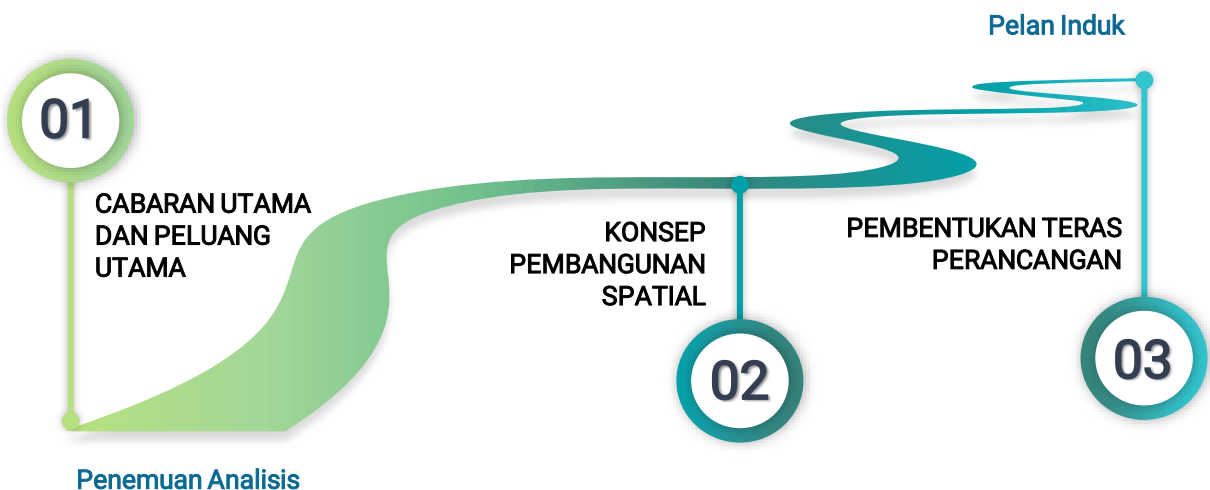 01
CABARAN UTAMA
DAN PELUANG
UTAMA
Penemuan Analisis
KONSEP
PEMBANGUNAN
SPATIAL
02
Pelan Induk
PEMBENTUKAN TERAS
PERANCANGAN
03